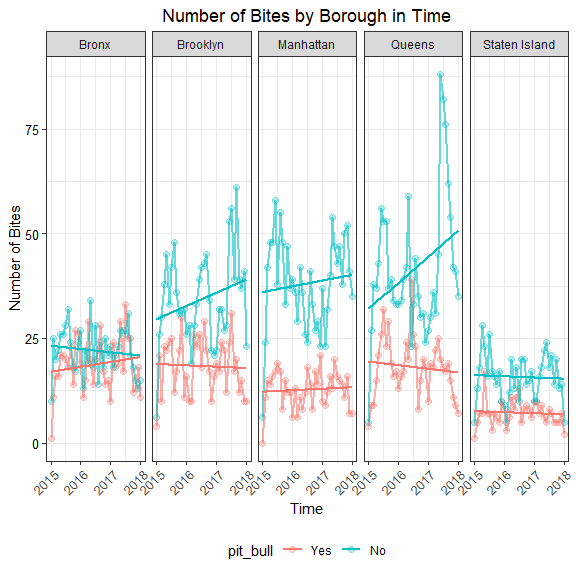 Number of Bites by Borough in Time
Bronx Brooklyn Manhattan Queens Staten Island
75
50
25
0
Number of Bites
2015 2016 2017 2018 2015 2016 2017 2018 2015 2016 2017 2018 2015 2016 2017 2018 2015 2016 2017 2018
Time
pit_bull Yes No